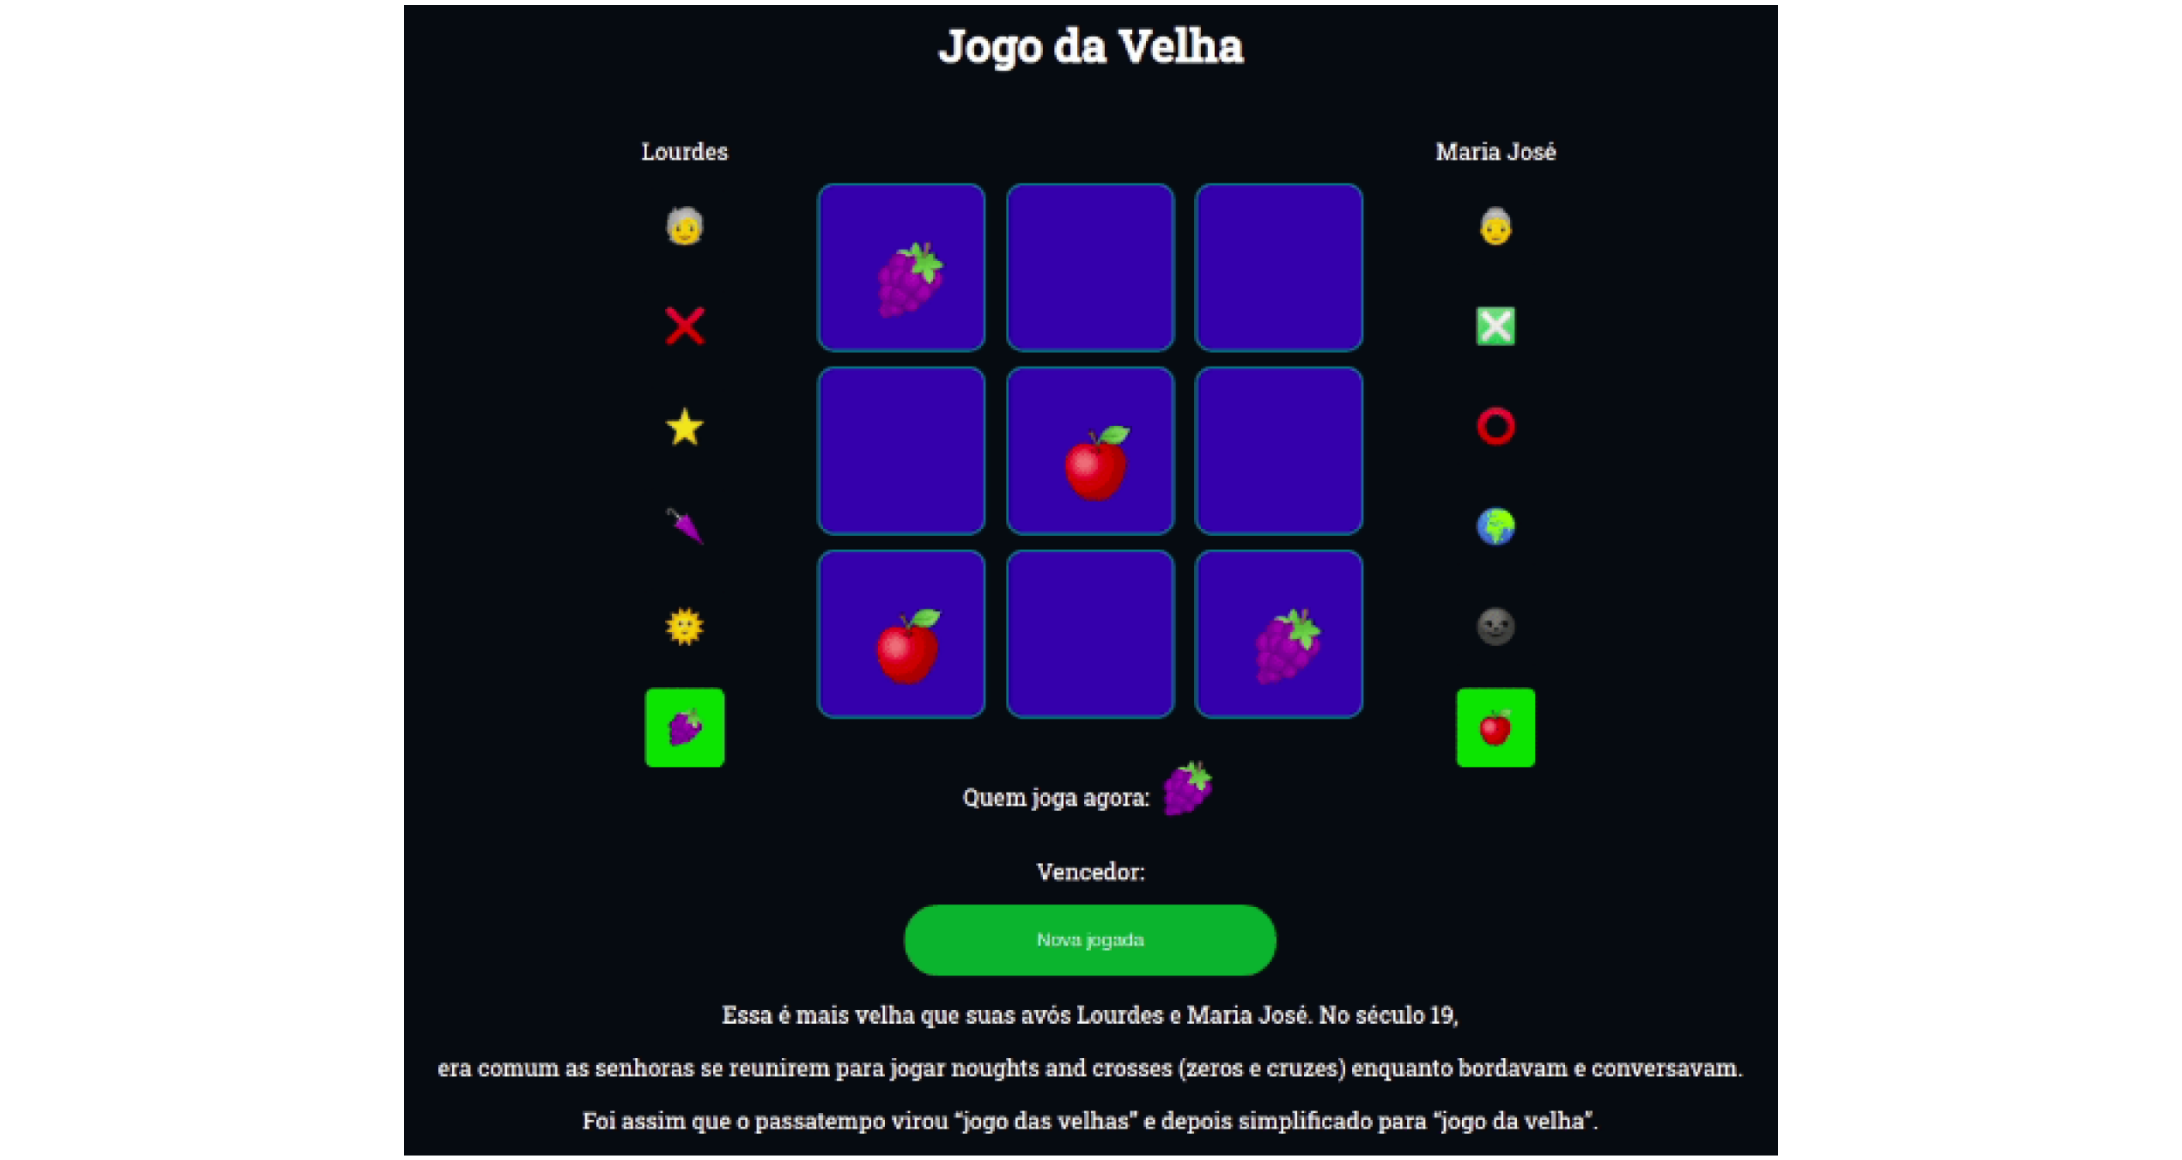 Jogo da Velha
Lourdes
Maria José
Quem joga agora:
Vencedor:
Nova jogada
Essa é mais velha que suas avós Lourdes e Maria José. No século 19,
era comum as senhoras se reunirem para jogar noughts and crosses (zeros e cruzes) enquanto bordavam e conversavam.
Foi assim que o passatempo virou “jogo das velhas” e depois simplificado para “jogo da velha”.